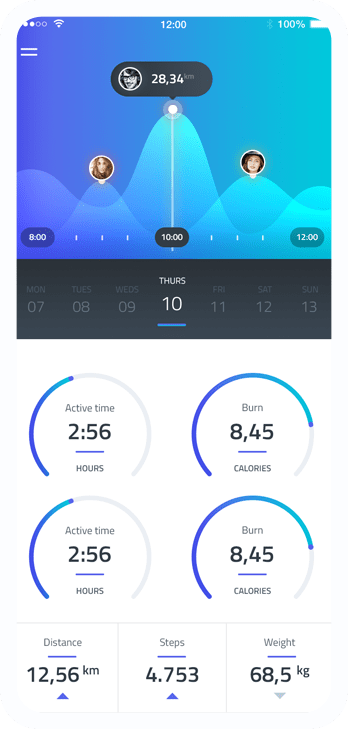 12:00 100%
28,34 km
8:00 10:00 12:00
MON TUES WEDS THURS FRI SAT SUN
07 08 09 10 11 12 13
Active time Burn
2:56 8,45
HOURS CALORIES
Active time Burn
2:56 8,45
HOURS CALORIES
Distance Steps Weight
12,56 km 4.753 68,5 kg